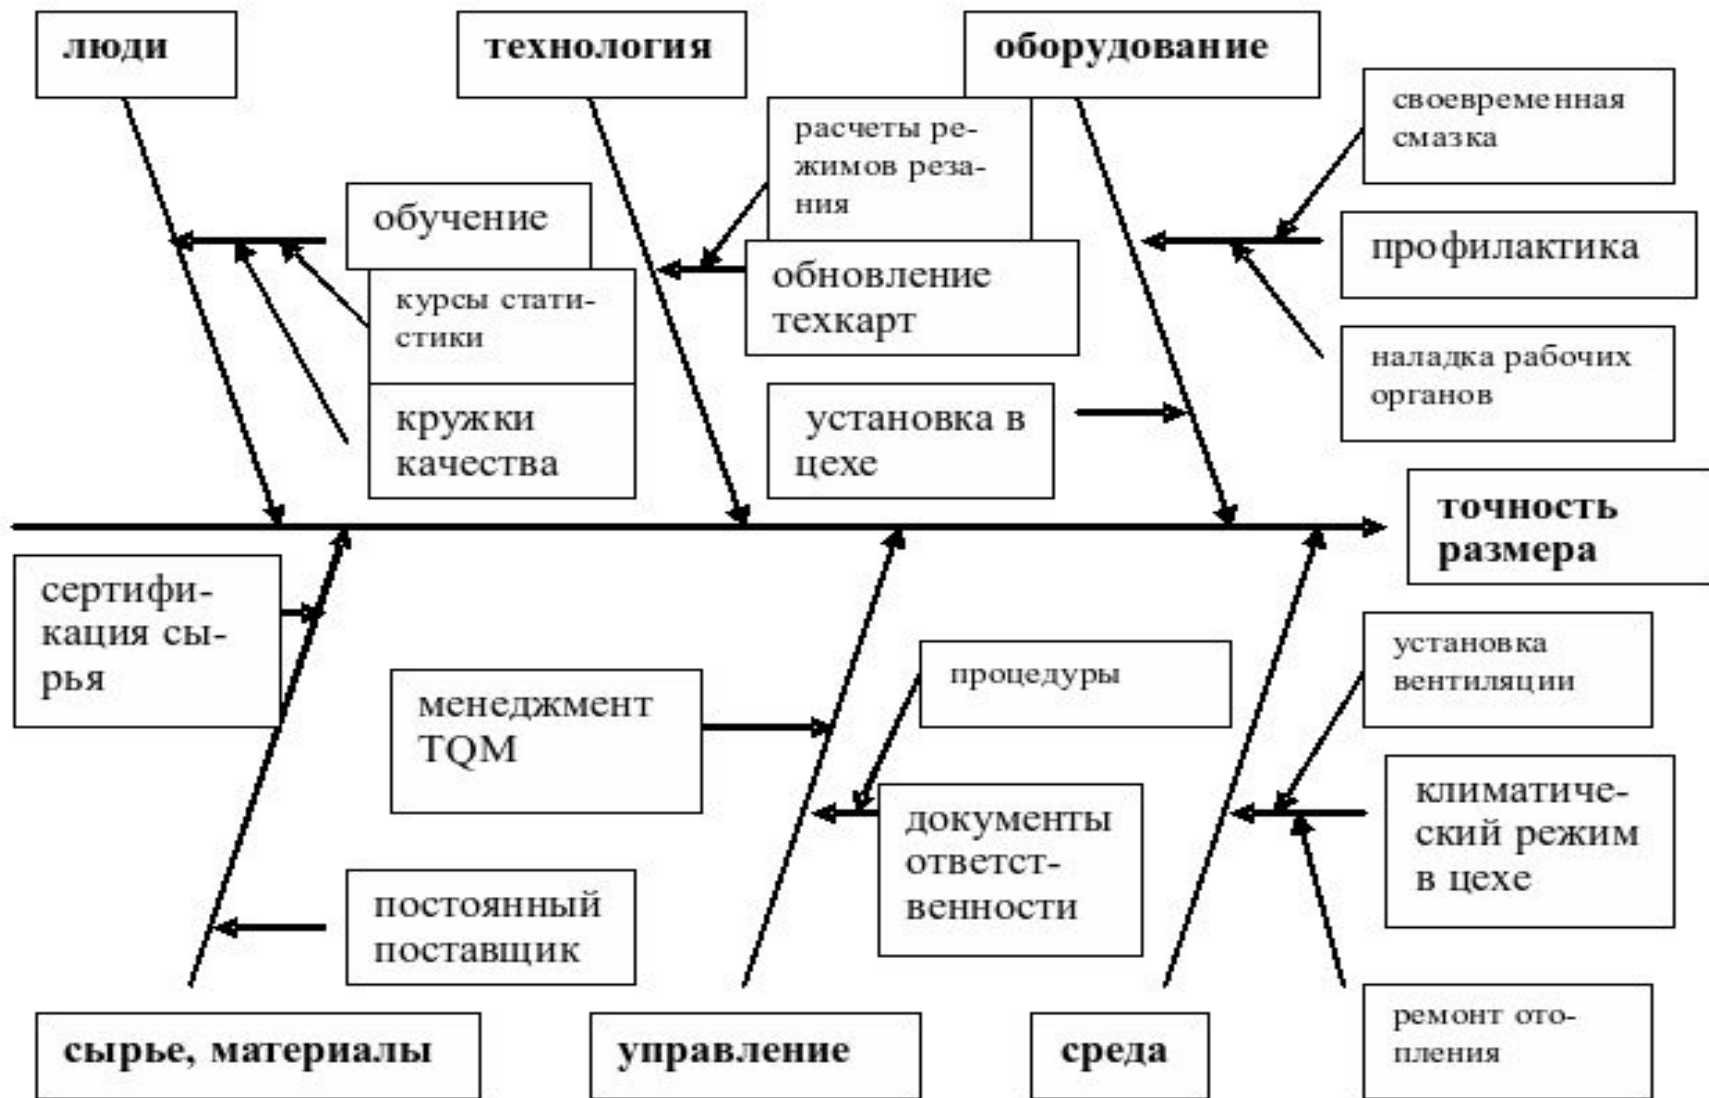 люди
технология
оборудование
своевременная
смазка
расчеты ре-
жимов реза-
ния
обучение
профилактика
обновление
техкарт
курсы стати-
стики
наладка рабочих
органов
кружки
качества
установка в
цехе
точность
размера
сертифи-
кация сы-
рья
установка
вентиляции
процедуры
менеджмент
TQM
климатиче-
ский режим
в цехе
документы
ответст-
венности
постоянный
поставщик
сырье, материалы
управление
среда
ремонт ото-
пления